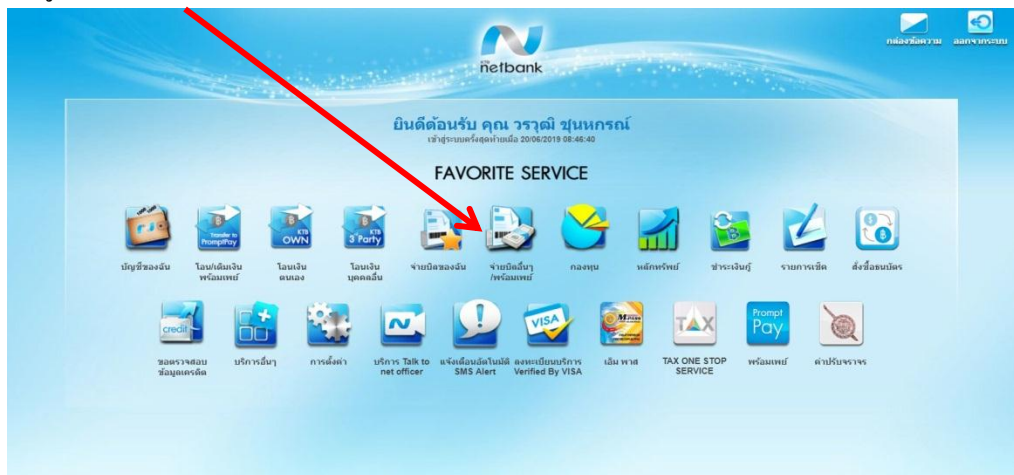 กล่องข้อความ ออกจากระบบ
KTB
netbank
ยินดีต้อนรับ คุณ วรวุฒิ ชุนหกรณ์
เข้าสู่ระบบครั้งสุดท้ายเมื่อ 20/06/2019 08:46:40
FAVORITE SERVICE
Transfer to
PromptPay
KTB
OWN
KTB
3rd Party
บัญชีของฉัน โอน/เติมเงิน โอนเงิน โอนเงิน จ่ายบิลของฉัน จ่ายบิลอื่นๆ กองทุน หลักทรัพย์ ชำระเงินกู้ รายการเช็ค สั่งซื้อธนบัตร
พร้อมเพย์ ตนเอง บุคคลอื่น /พร้อมเพย์
credit
VISA
TAX
Prompt
Pay
ขอตรวจสอบ บริการอื่นๆ การตั้งค่า บริการ Talk to แจ้งเตือนอัตโนมัติ ลงทะเบียนบริการ เอ็ม พาส TAX ONE STOP พร้อมเพย์ ค่าปรับจราจร
ข้อมูลเครดิต net officer SMS Alert Verified By VISA SERVICE